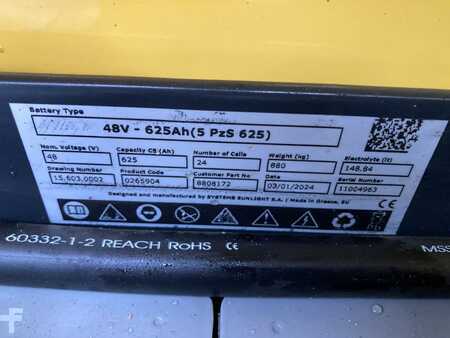 Battery Type
48V - 625Ah(5 PzS 625)
Nom. Voltage (V) Capacity C5 (Ah) Number of Cells Weight (kg) Electrolyte (lt)
48 625 24 880 148.84
Drawing Number Product Code Customer Part No Date Serial Number
15.603.0002 0265904 8808172 03/01/2024 11004963
Designed and manufactured by SYSTEMS SUNLIGHT S.A. / Made in Greece, EU
CE
60332-1-2 REACH RoHS CE
MSS